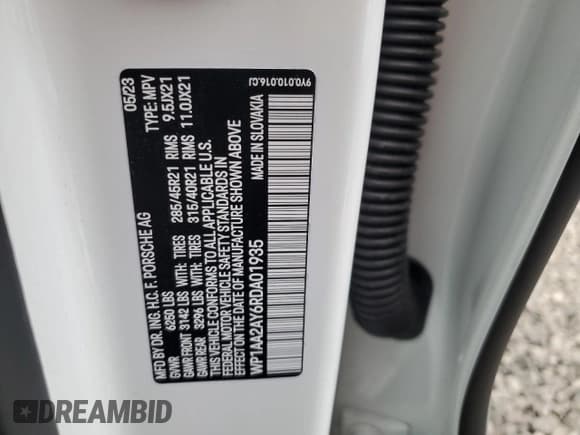 MFD BY DR. ING. H.C. F. PORSCHE AG 05/23
GVWR 6250 LBS TYPE: MPV
GAWR FRONT 3142 LBS WITH: TIRES 285/45R21 RIMS 9.5JX21
GAWR REAR 3296 LBS WITH: TIRES 315/40R21 RIMS 11.0JX21
THIS VEHICLE CONFORMS TO ALL APPLICABLE U.S.
FEDERAL MOTOR VEHICLE SAFETY STANDARDS IN
EFFECT ON THE DATE OF MANUFACTURE SHOWN ABOVE
WP1AA2AY6RDA01935 MADE IN SLOVAKIA
9Y0.010.016.CJ
DREAMBID